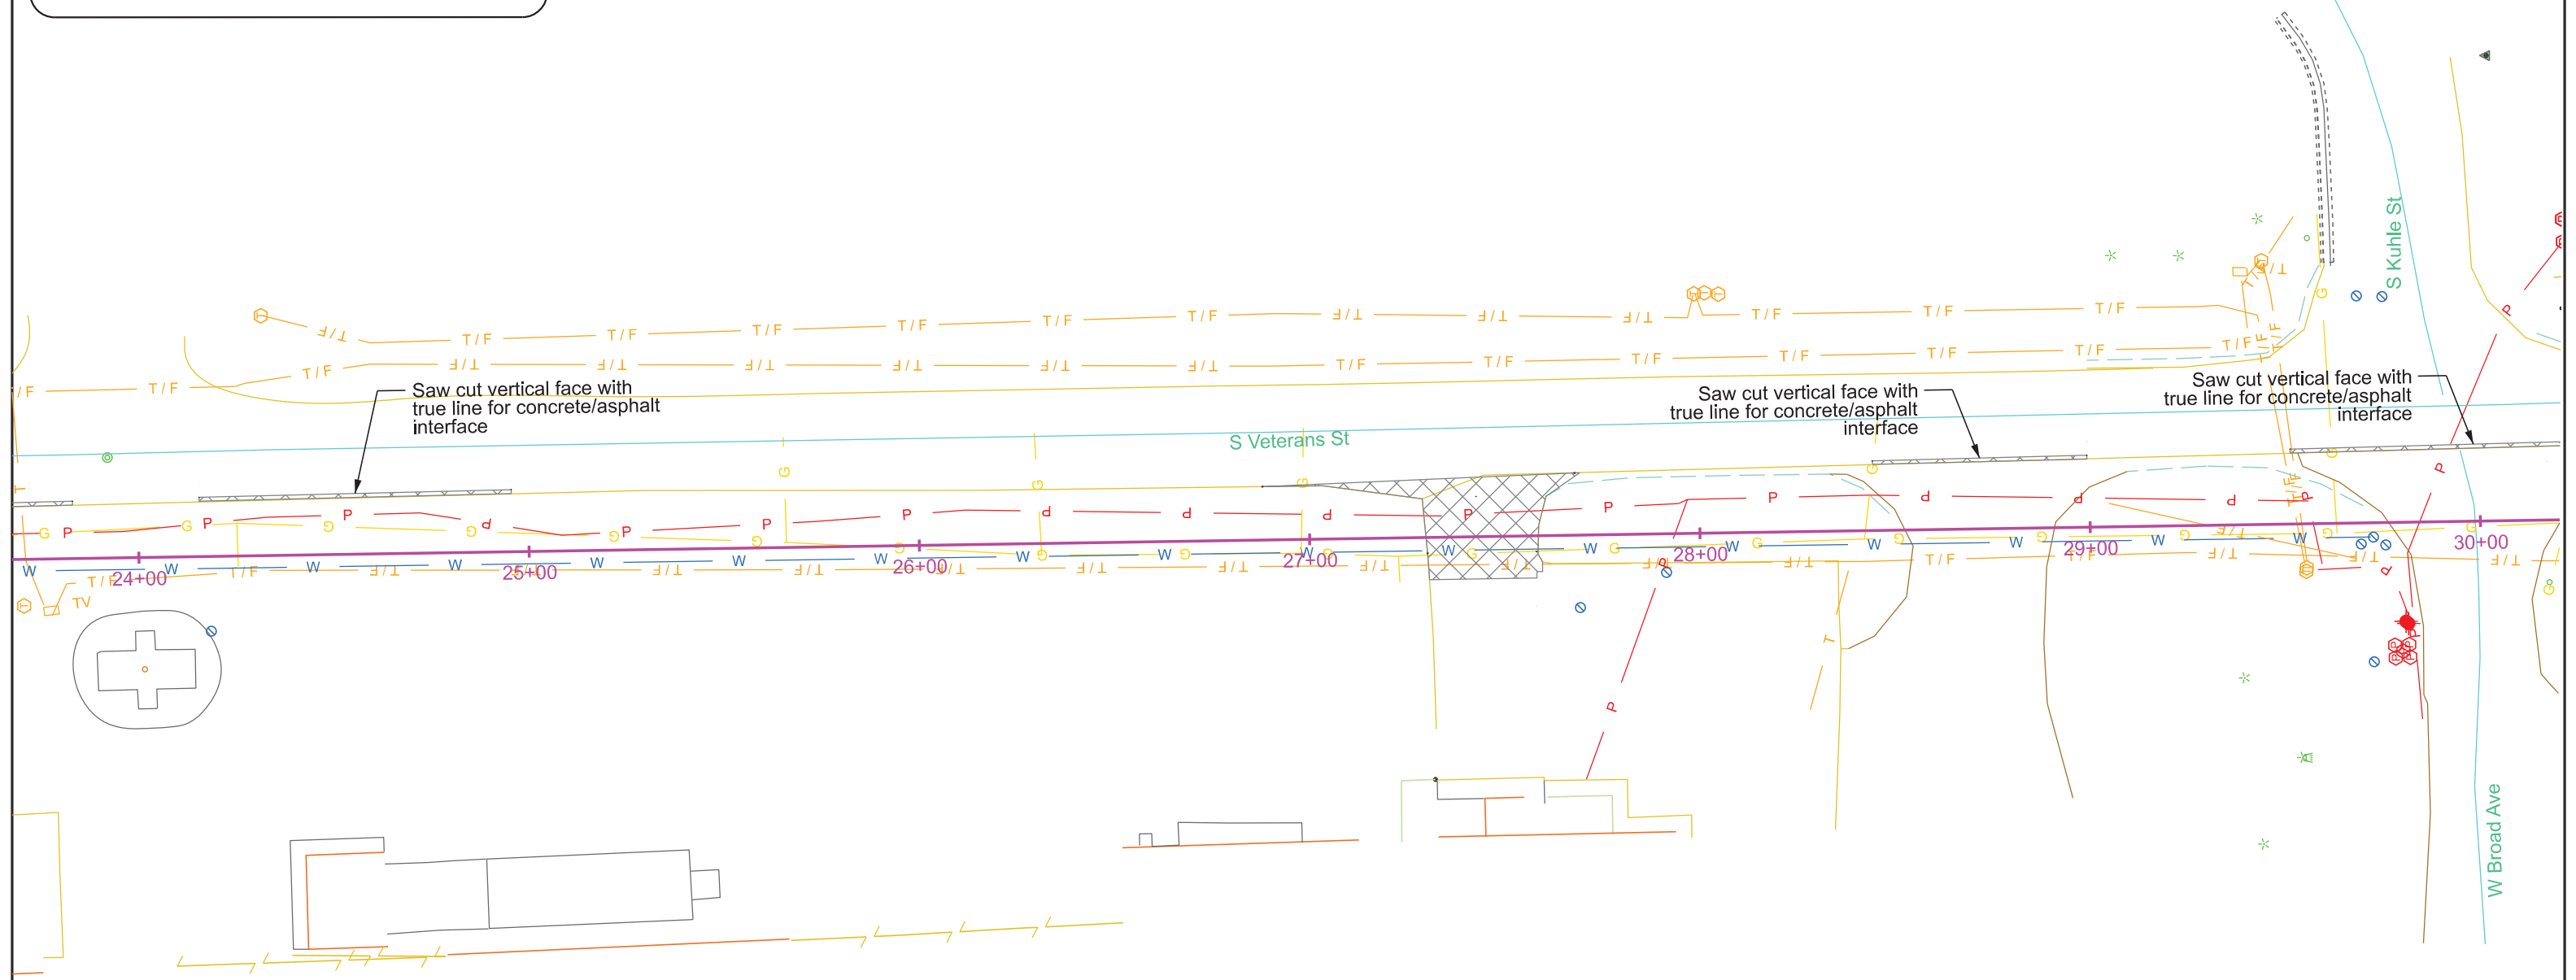 S Kuhle St
Saw cut vertical face with
true line for concrete/asphalt
interface
Saw cut vertical face with
true line for concrete/asphalt
interface
Saw cut vertical face with
true line for concrete/asphalt
interface
S Veterans St
T/F T/F T/F T/F T/F T/F T/F T/F T/F T/F T/F T/F
/F T/F T/F T/F T/F T/F T/F T/F T/F T/F T/F T/F T/F T/F T/F T/F
G G G G
G P G P G P G P G P G P P P P P P P P P P P P
W W W W W W W W W W W W W W W W W
24+00
25+00
26+00
27+00
28+00
29+00
30+00
T/F T/F T/F T/F T/F T/F T/F T/F T/F T/F T/F T/F T/F T/F T/F T/F T/F T/F
TV
T
P
W Broad Ave